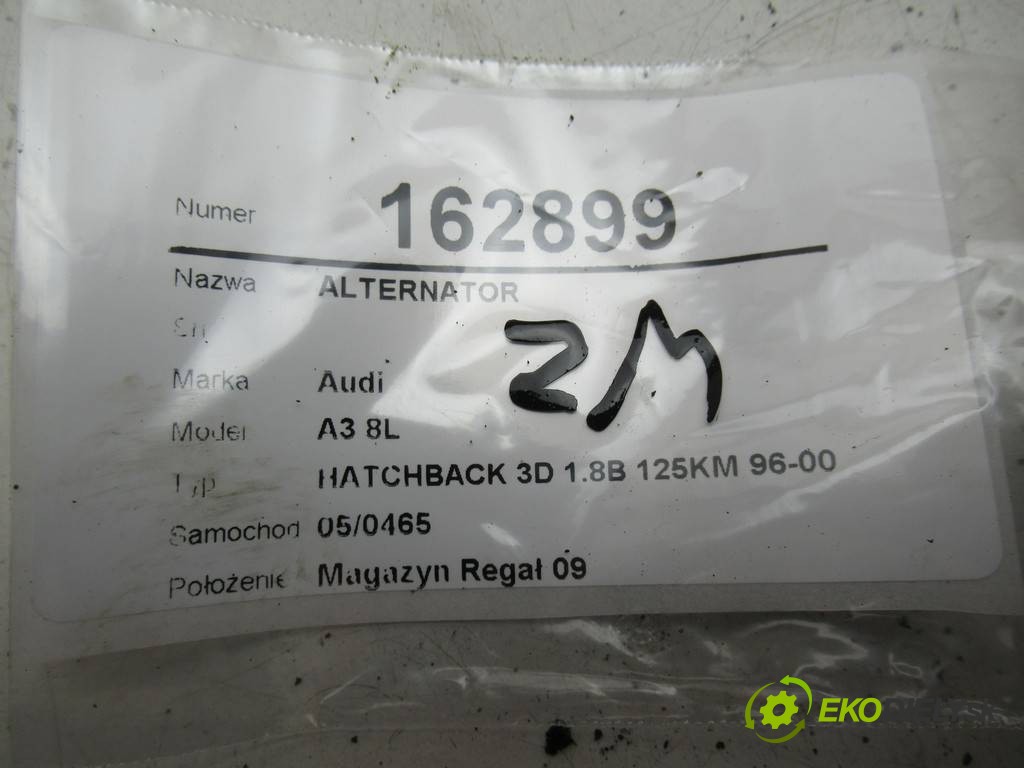 Numer 162899
Nazwa ALTERNATOR
ZM
Marka Audi
Model A3 8L
Typ HATCHBACK 3D 1.8B 125KM 96-00
Samochod 05/0465
Położenie Magazyn Regał 09
EKO